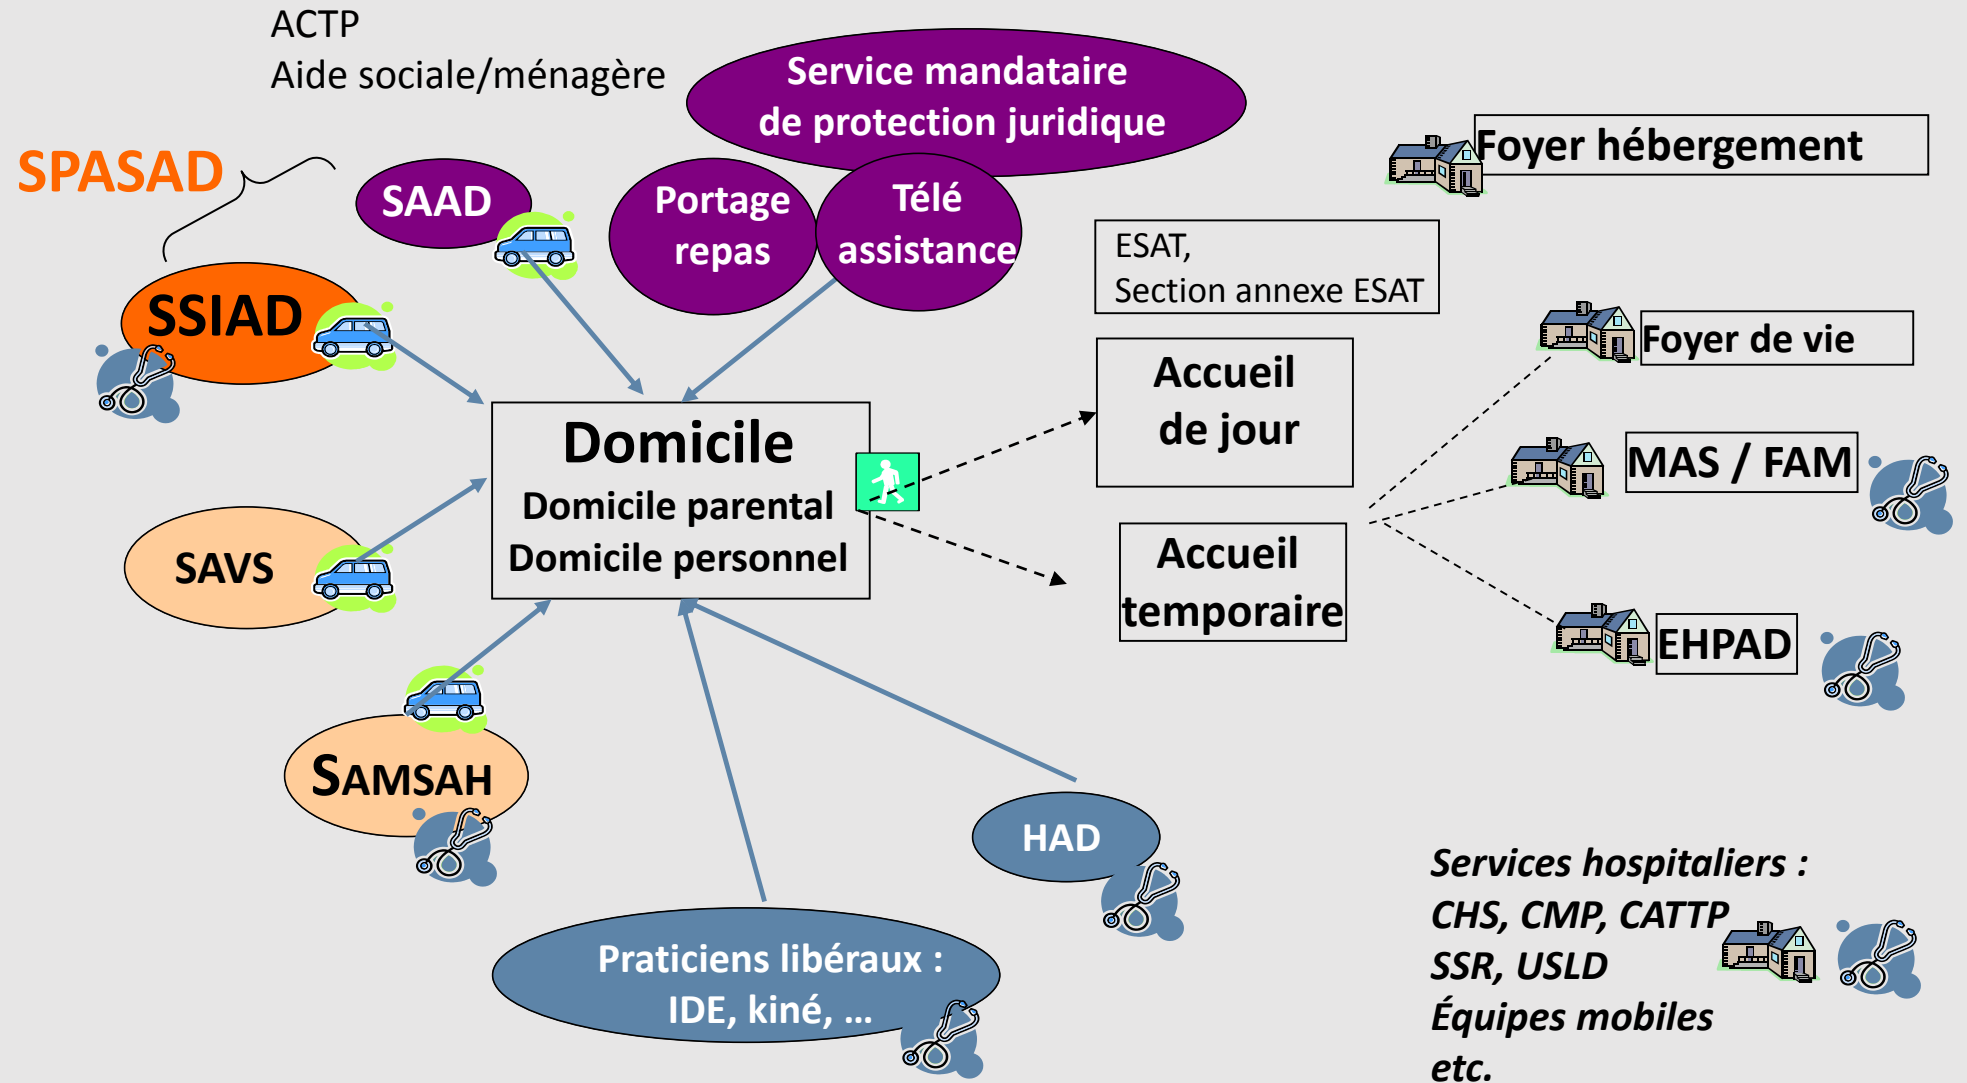 ACTP
Aide sociale/ménagère
Service mandataire
de protection juridique
Foyer hébergement
SPASAD
SAAD
Portage
repas
Télé
assistance
ESAT,
Section annexe ESAT
SSIAD
Foyer de vie
Accueil
de jour
Domicile
Domicile parental
Domicile personnel
MAS / FAM
SAVS
Accueil
temporaire
EHPAD
SAMSAH
HAD
Praticiens libéraux :
IDE, kiné, ...
Services hospitaliers :
CHS, CMP, CATTP
SSR, USLD
Équipes mobiles
etc.